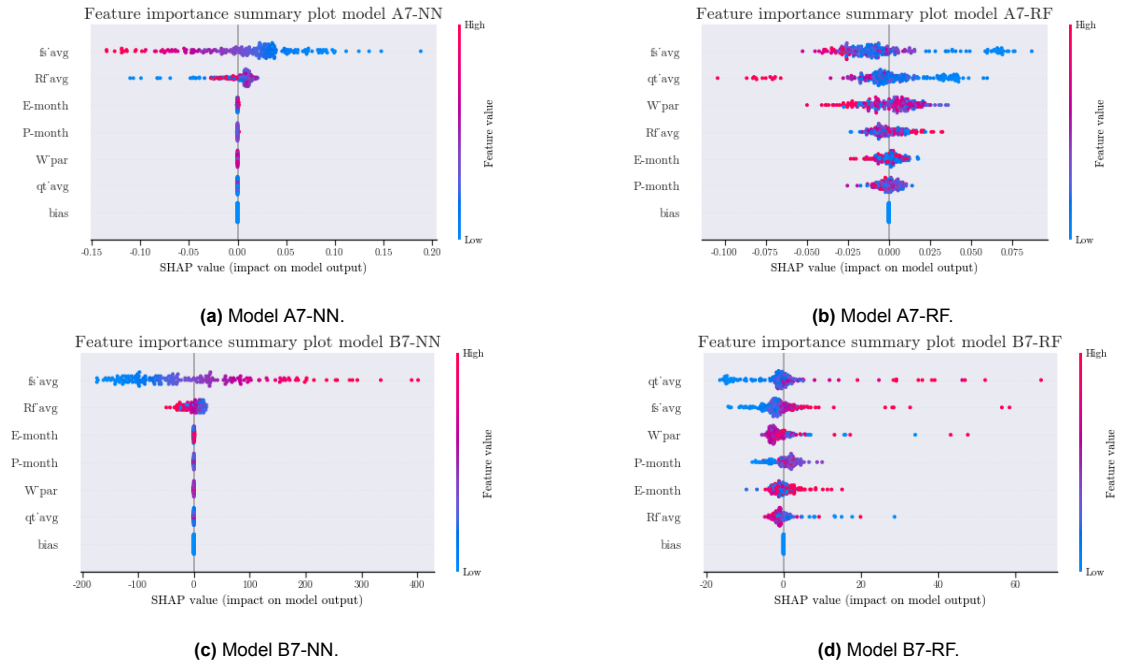 Feature importance summary plot model A7-NN
High
fs˙avg
Rf˙avg
E-month
P-month
W˙par
qt˙avg
bias
Feature value
Low
-0.15 -0.10 -0.05 0.00 0.05 0.10 0.15 0.20
SHAP value (impact on model output)
(a) Model A7-NN.
Feature importance summary plot model A7-RF
High
fs˙avg
qt˙avg
W˙par
Rf˙avg
E-month
P-month
bias
Feature value
Low
-0.100 -0.075 -0.050 -0.025 0.000 0.025 0.050 0.075
SHAP value (impact on model output)
(b) Model A7-RF.
Feature importance summary plot model B7-NN
High
fs˙avg
Rf˙avg
E-month
P-month
W˙par
qt˙avg
bias
Feature value
Low
-200 -100 0 100 200 300 400
SHAP value (impact on model output)
(c) Model B7-NN.
Feature importance summary plot model B7-RF
High
qt˙avg
fs˙avg
W˙par
P-month
E-month
Rf˙avg
bias
Feature value
Low
-20 0 20 40 60
SHAP value (impact on model output)
(d) Model B7-RF.